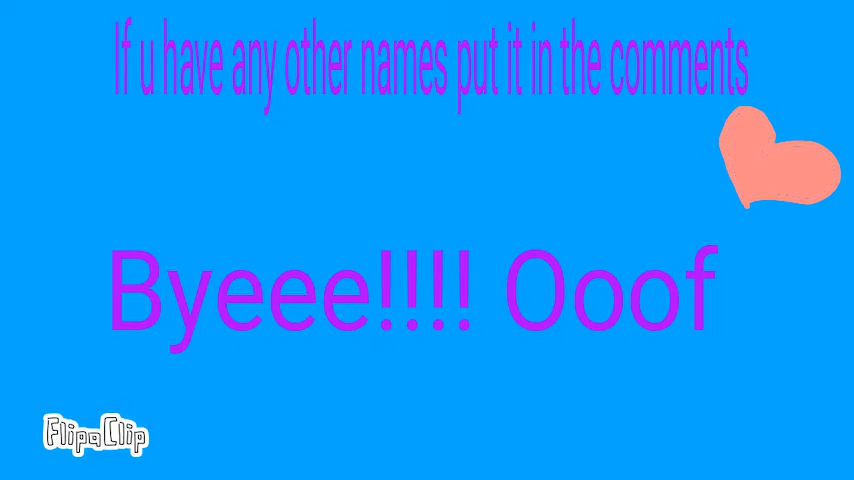 If u have any other names put it in the comments
Byeee!!!! Ooof
FlipaClip